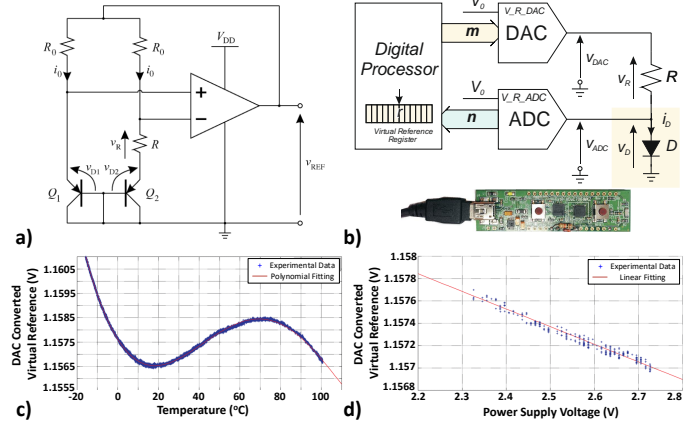 R0
R0
i0
i0
VDD
+
−
vR
R
vREF
vD1
vD2
Q1
Q2
a)
Digital
Processor
r
Virtual Reference
Register
m
V0
V_R_DAC
DAC
vDAC
vR
R
n
V0
V_R_ADC
ADC
vADC
iD
vD
D
b)
DAC Converted
Virtual Reference (V)
1.1605
1.1595
1.1585
1.1575
1.1565
1.1555
Experimental Data
Polynomial Fitting
-20 0 20 40 60 80 100
Temperature (oC)
c)
DAC Converted
Virtual Reference (V)
1.158
1.1576
1.1574
1.1572
1.157
1.1568
Experimental Data
Linear Fitting
2.2 2.3 2.4 2.5 2.6 2.7 2.8
Power Supply Voltage (V)
d)